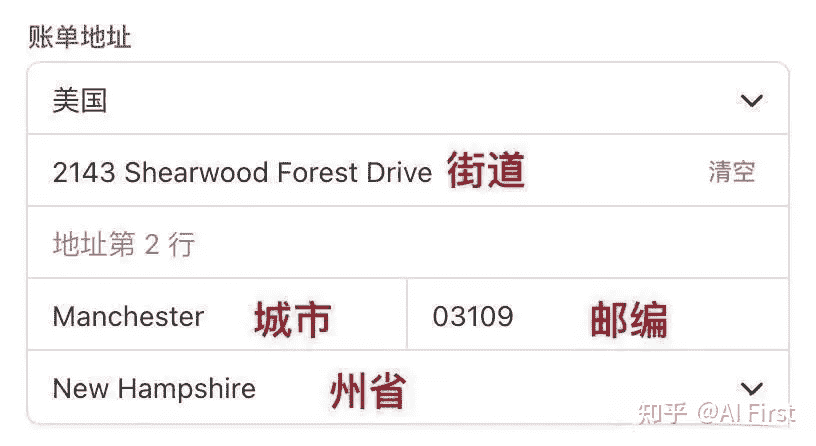 账单地址
美国
2143 Shearwood Forest Drive 街道 清空
地址第 2 行
Manchester 城市 03109 邮编
New Hampshire 州省
知乎 @AI First